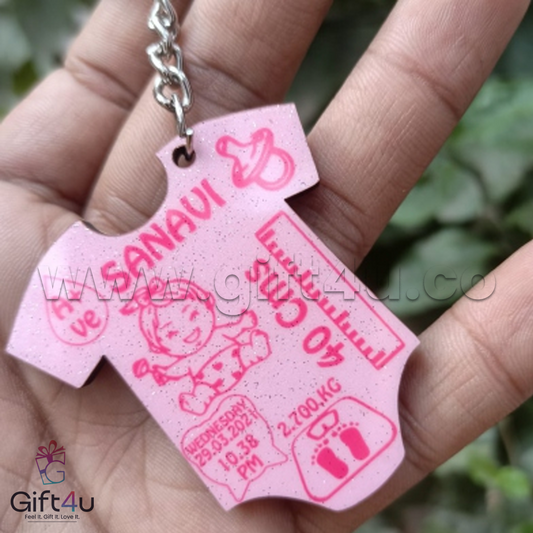 SANAVI
A+
ve
40 CMS
WEDNESDAY
29.03.2021
10.38
PM
2.700.KG
www.gift4u.co
Gift4u
Feel it. Gift it. Love it.